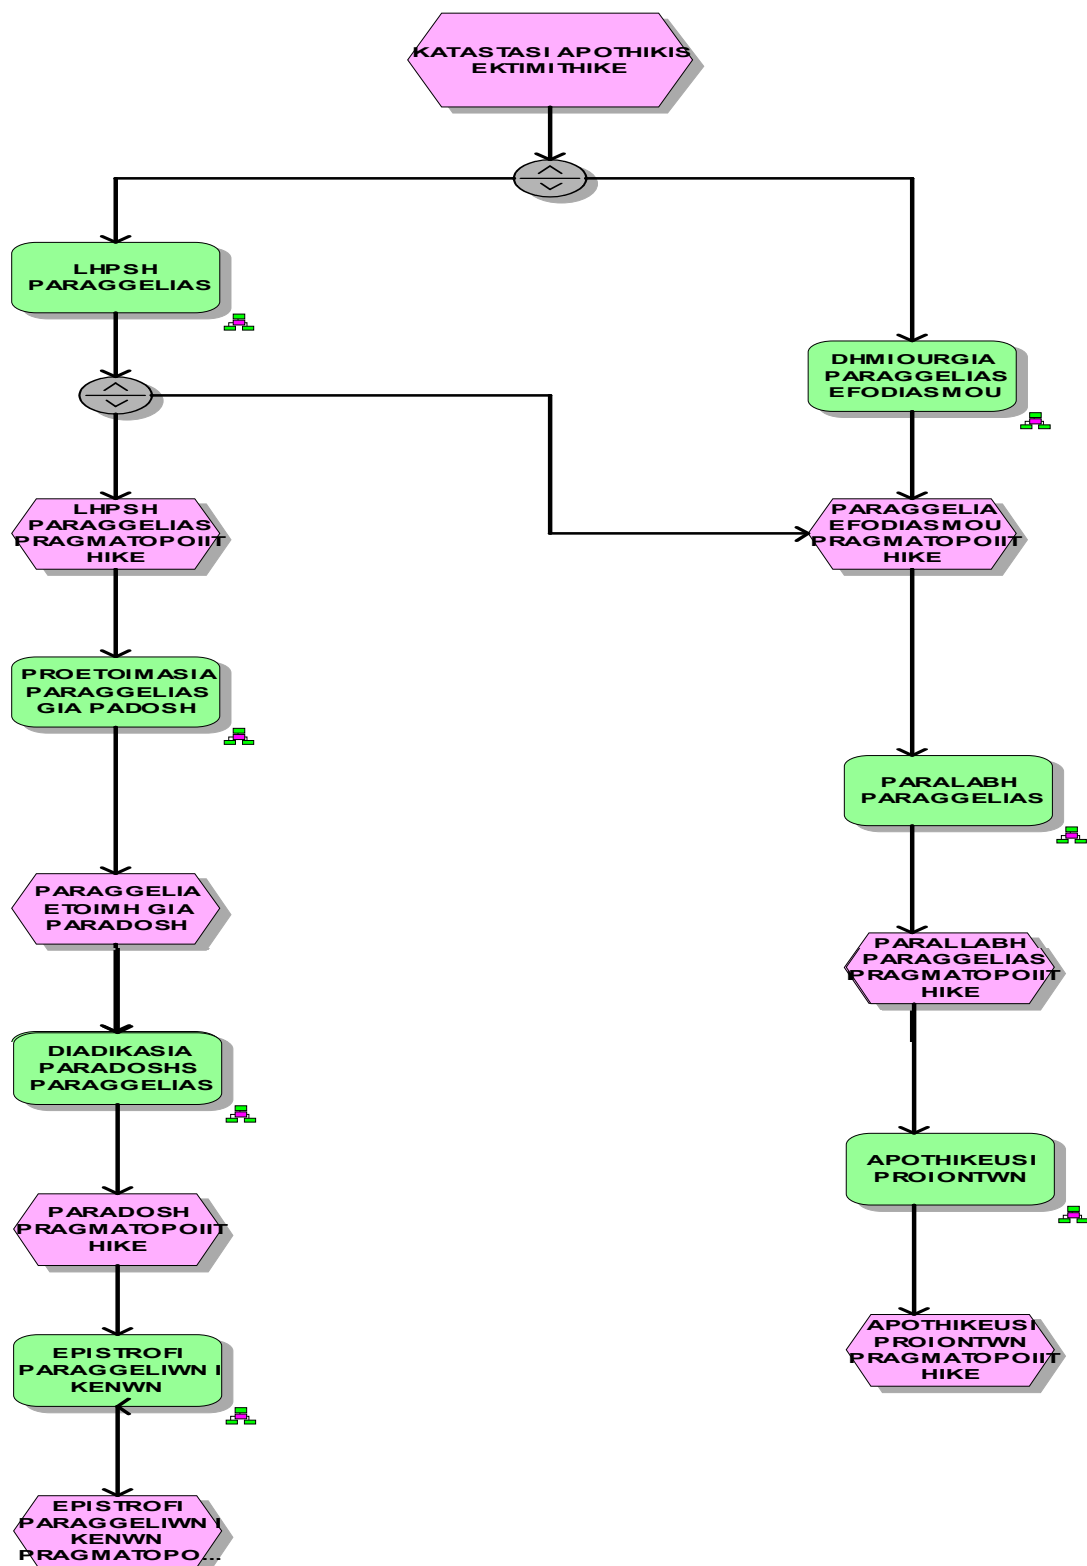 KATASTASI APOTHIKIS
EKTIMITHIKE
LHPSH
PARAGGELIAS
DHMIOURGIA
PARAGGELIAS
EFODIASMOU
LHPSH
PARAGGELIAS
PRAGMATOPOIIT
HIKE
PARAGGELIA
EFODIASMOU
PRAGMATOPOIIT
HIKE
PROETOIMASIA
PARAGGELIAS
GIA PADOSH
PARALABH
PARAGGELIAS
PARAGGELIA
ETOIMH GIA
PARADOSH
PARALLABH
PARAGGELIAS
PRAGMATOPOIIT
HIKE
DIADIKASIA
PARADOSHS
PARAGGELIAS
APOTHIKEUSI
PROIONTWN
PARADOSH
PRAGMATOPOIIT
HIKE
APOTHIKEUSI
PROIONTWN
PRAGMATOPOIIT
HIKE
EPISTROFI
PARAGGELIWN I
KENWN
EPISTROFI
PARAGGELIWN I
KENWN
PRAGMATOPO...